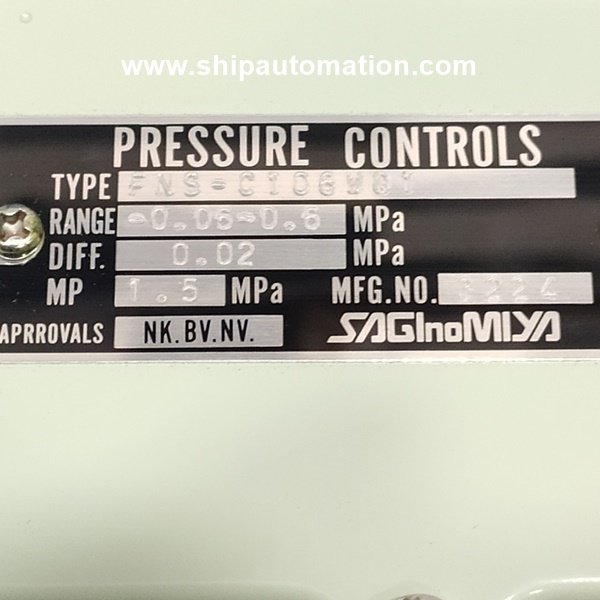 www.shipautomation.com
PRESSURE CONTROLS
TYPE FNS-C106W01
RANGE -0.06-0.6 MPa
DIFF. 0.02 MPa
MP 1.5 MPa MFG.NO. 3224
APRROVALS NK.BV.NV. SAGInoMIYA